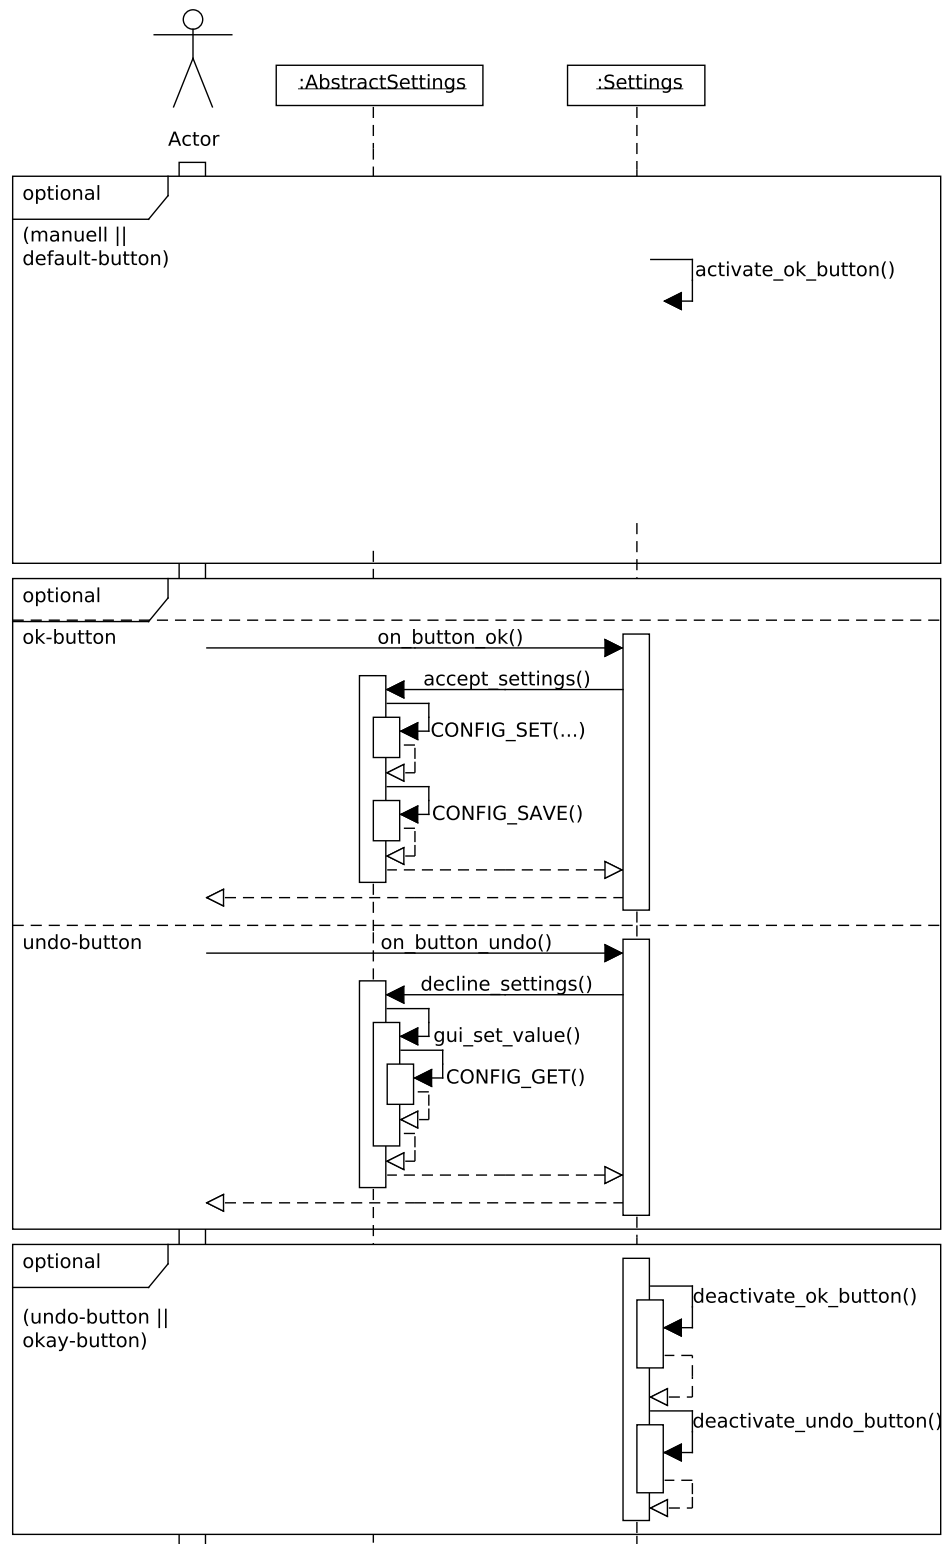 :AbstractSettings
:Settings
Actor
optional
(manuell ||
default-button)
activate_ok_button()
optional
ok-button
on_button_ok()
accept_settings()
CONFIG_SET(...)
CONFIG_SAVE()
undo-button
on_button_undo()
decline_settings()
gui_set_value()
CONFIG_GET()
optional
(undo-button ||
okay-button)
deactivate_ok_button()
deactivate_undo_button()